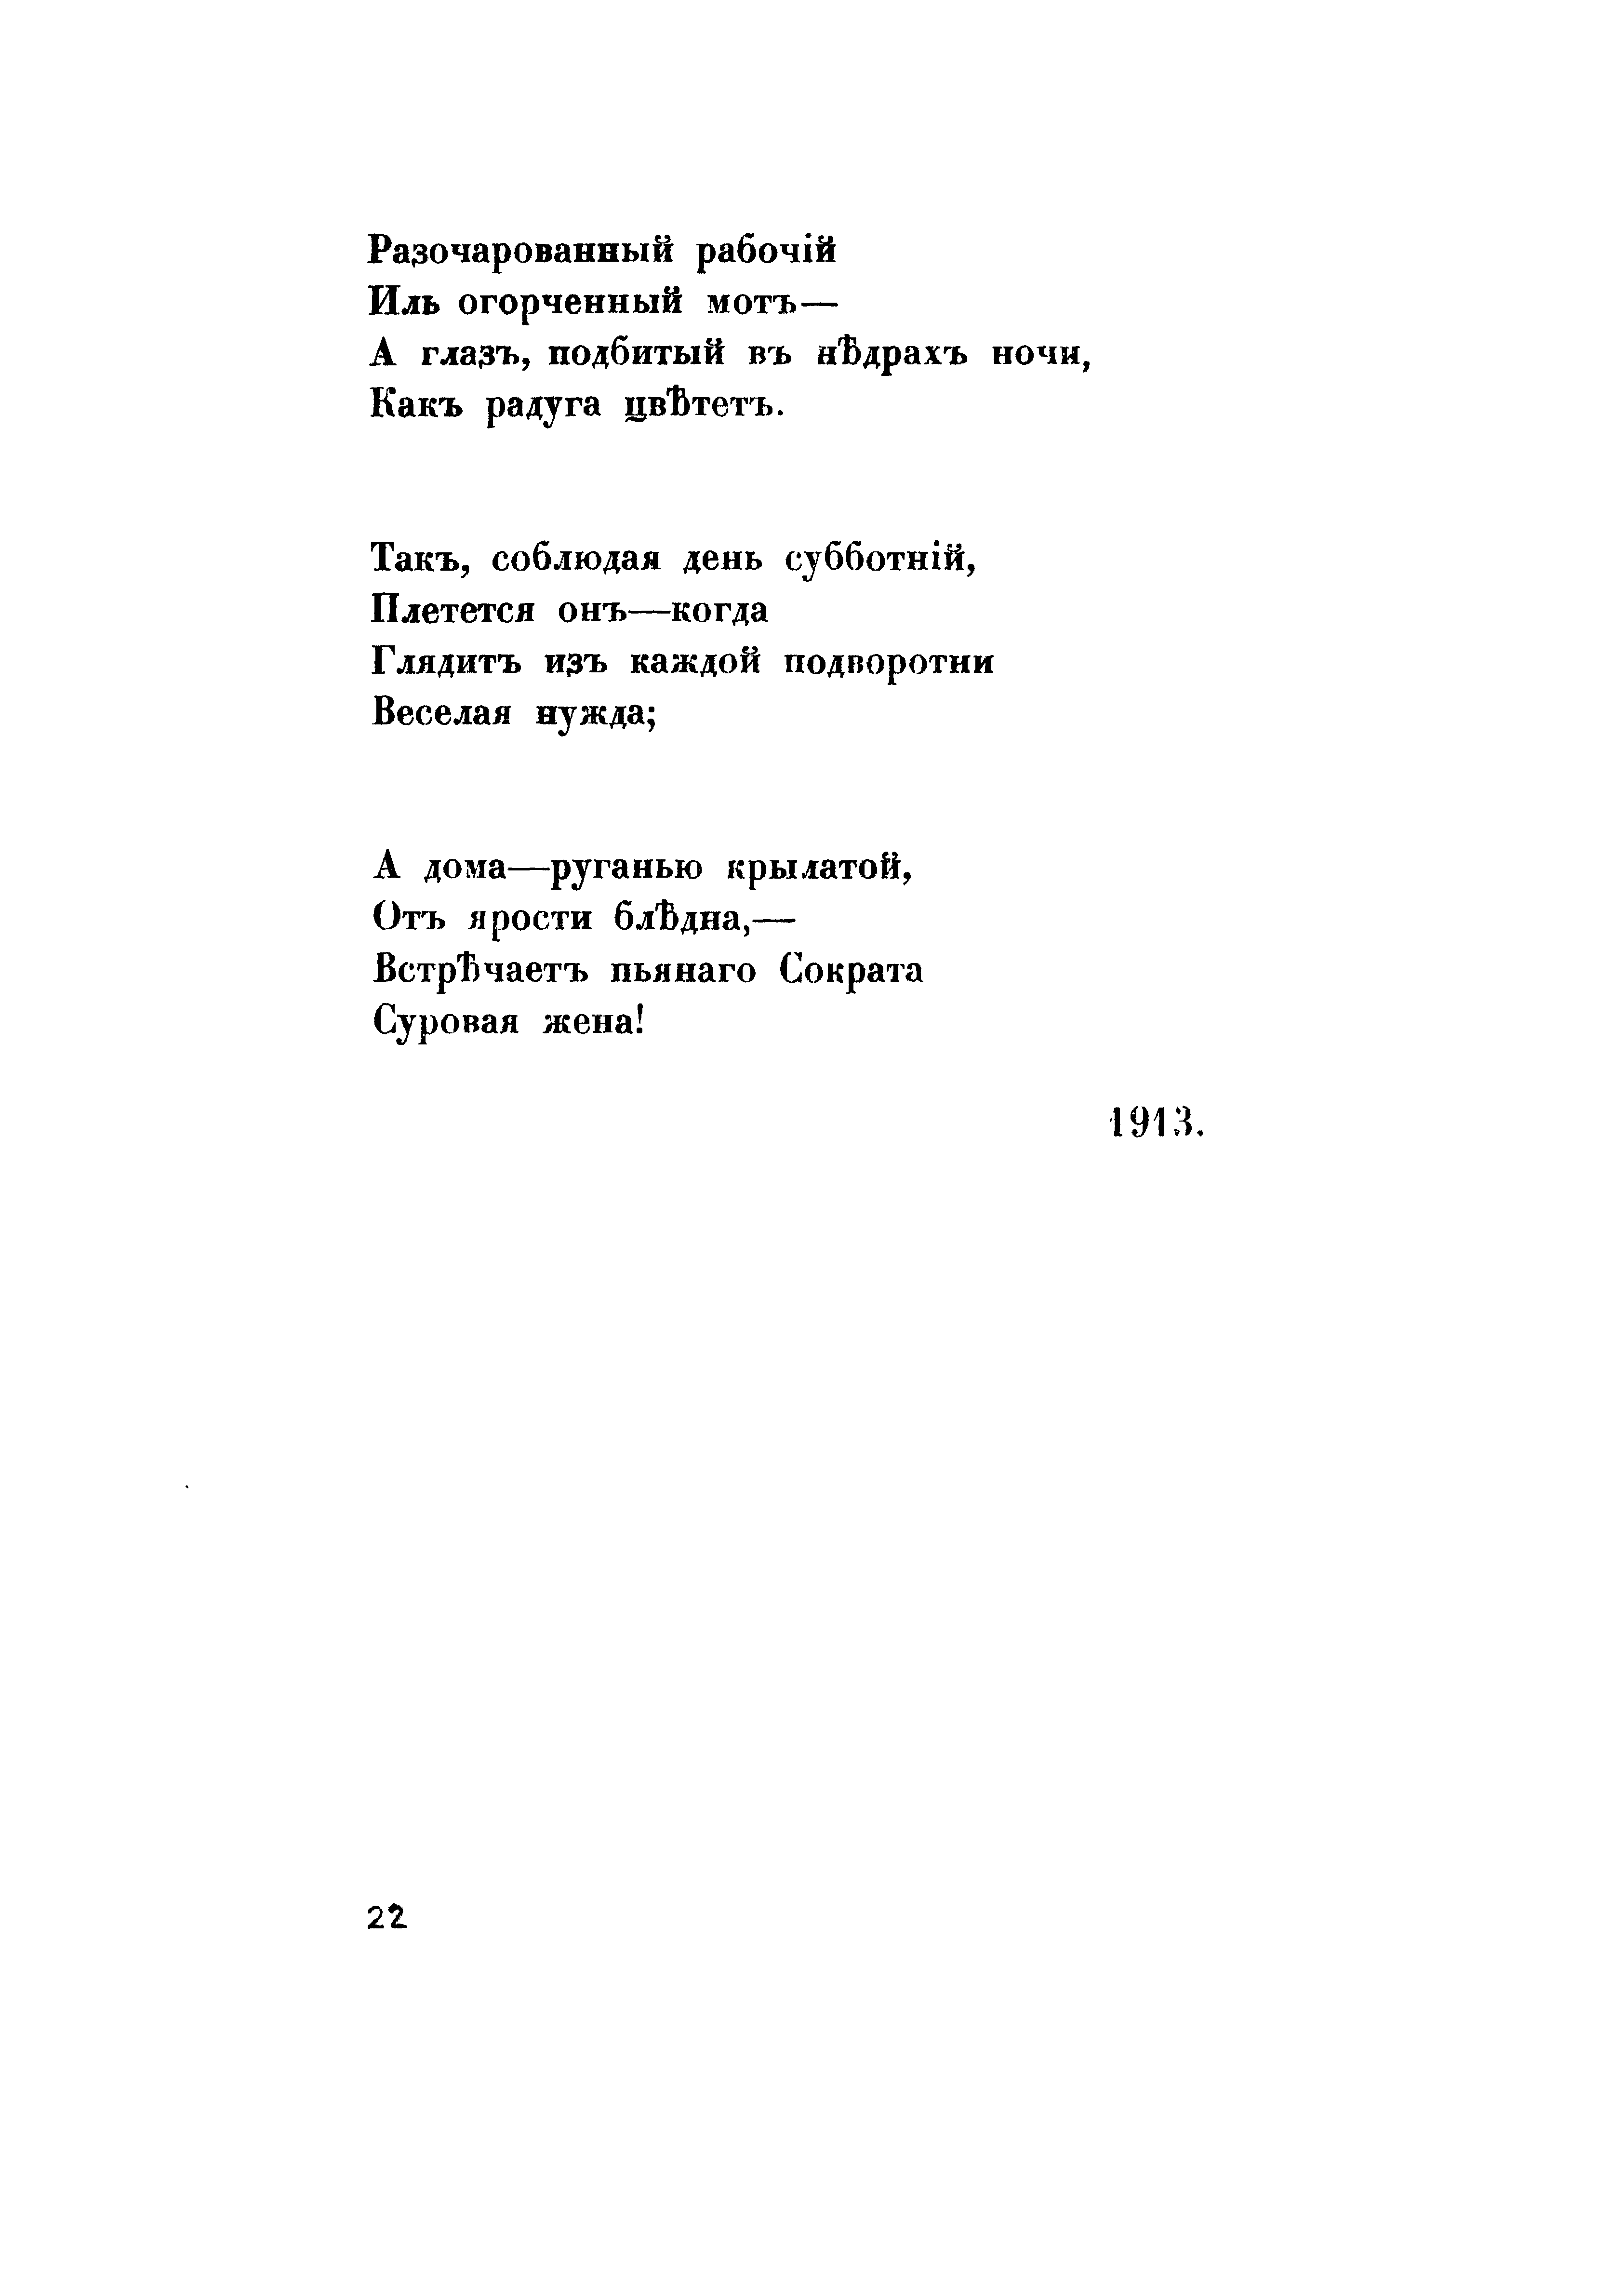 Разочарованный рабочій
Иль огорченный мотъ—
А глазъ, подбитый въ нѣдрахъ ночи,
Какъ радуга цвѣтетъ.
Такъ, соблюдая день субботній,
Плетется онъ—когда
Глядитъ изъ каждой подворотни
Веселая нужда;
А дома—руганью крылатой,
Отъ ярости блѣдна,—
Встрѣчаетъ пьянаго Сократа
Суровая жена!
1913.
22